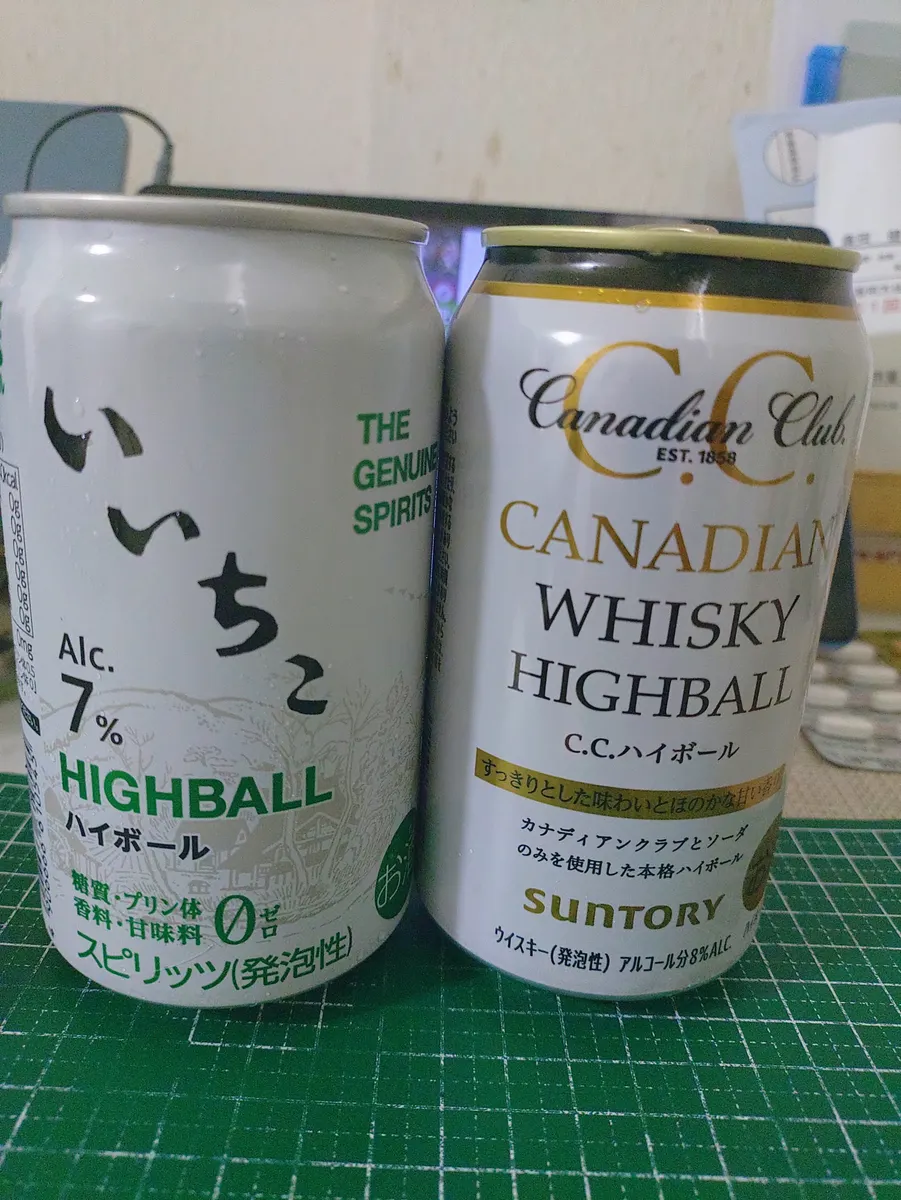 いいちこ
THE
GENUINE
SPIRITS
Alc.
7%
HIGHBALL
ハイボール
糖質・プリン体
香料・甘味料
0ゼロ
スピリッツ(発泡性)
C.C.
Canadian Club.
EST. 1858
CANADIAN
WHISKY
HIGHBALL
C.C.ハイボール
すっきりとした味わいとほのかな甘い香
カナディアンクラブとソーダ
のみを使用した本格ハイボール
SUNTORY
ウイスキー(発泡性) アルコール分8%ALC.